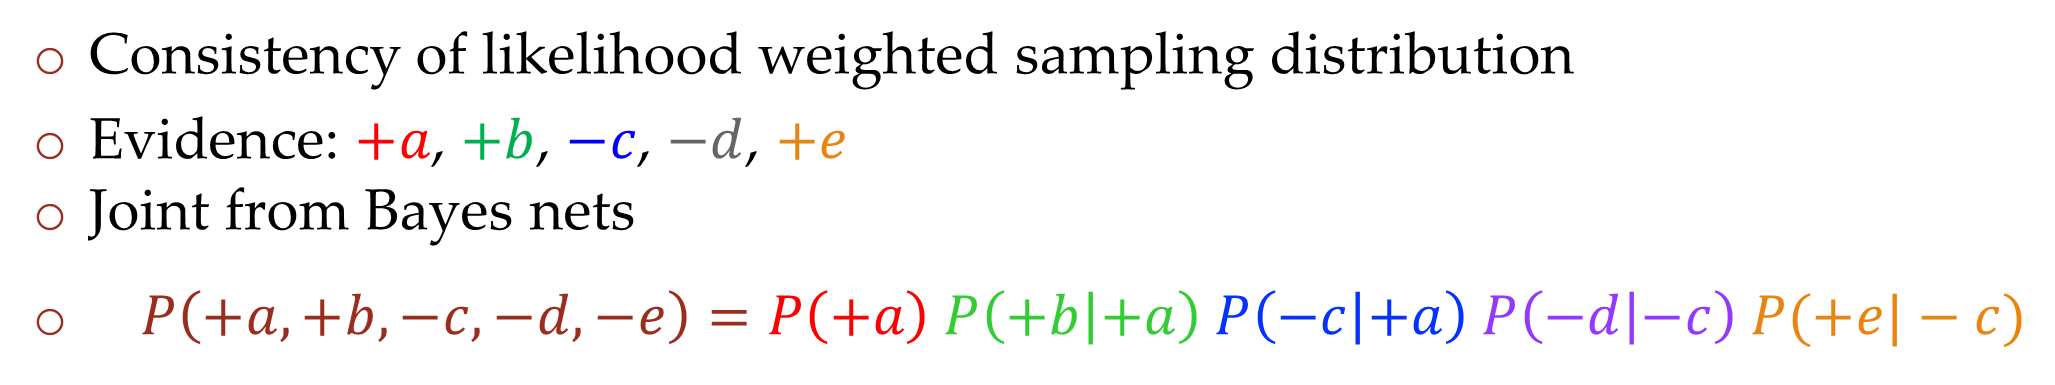 ○ Consistency of likelihood weighted sampling distribution
○ Evidence: +a, +b, −c, −d, +e
○ Joint from Bayes nets
○ P(+a, +b, −c, −d, −e) = P(+a) P(+b|+a) P(−c|+a) P(−d|−c) P(+e| − c)